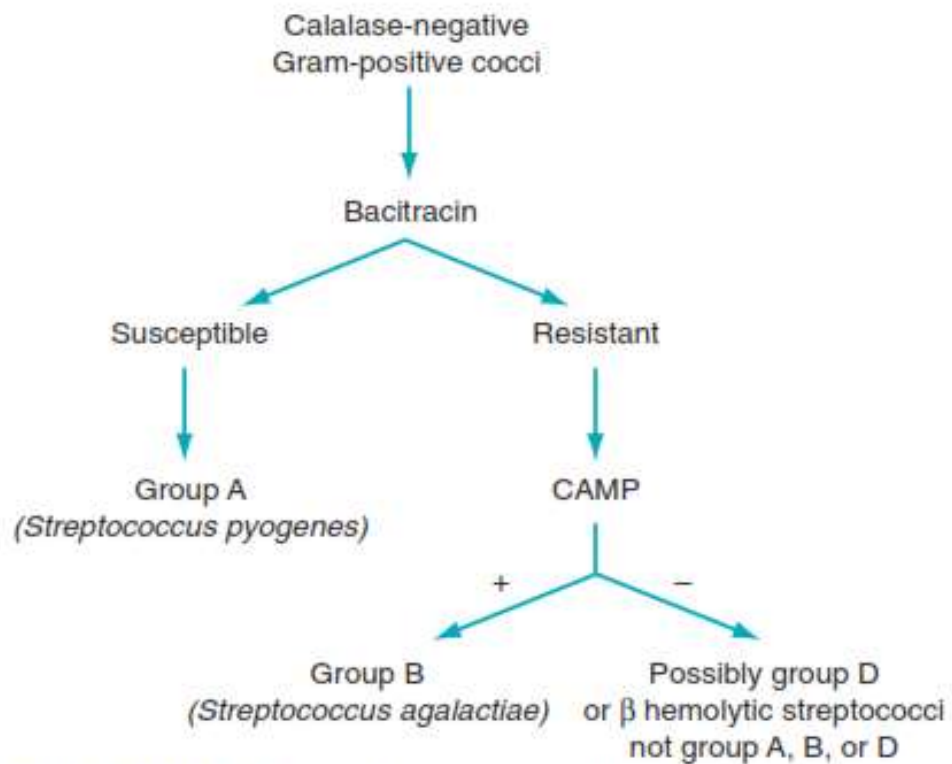 Calalase-negative
Gram-positive cocci
Bacitracin
Susceptible
Resistant
Group A
(Streptococcus pyogenes)
CAMP
+
–
Group B
(Streptococcus agalactiae)
Possibly group D
or β hemolytic streptococci
not group A, B, or D